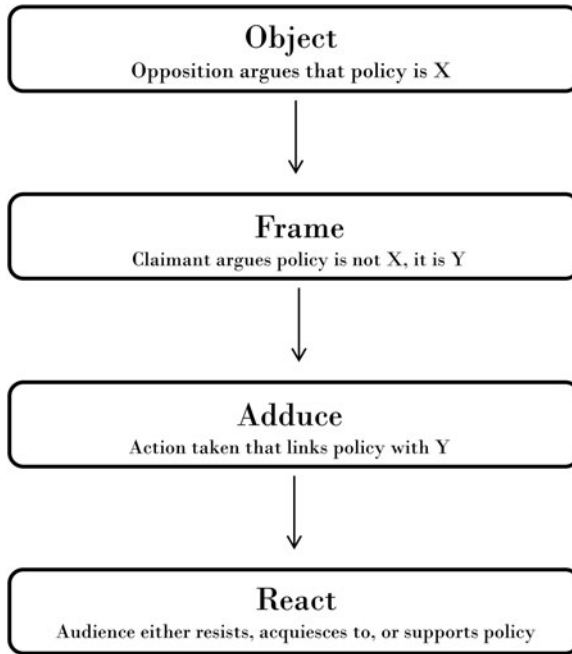 Object
Opposition argues that policy is X
Frame
Claimant argues policy is not X, it is Y
Adduce
Action taken that links policy with Y
React
Audience either resists, acquiesces to, or supports policy